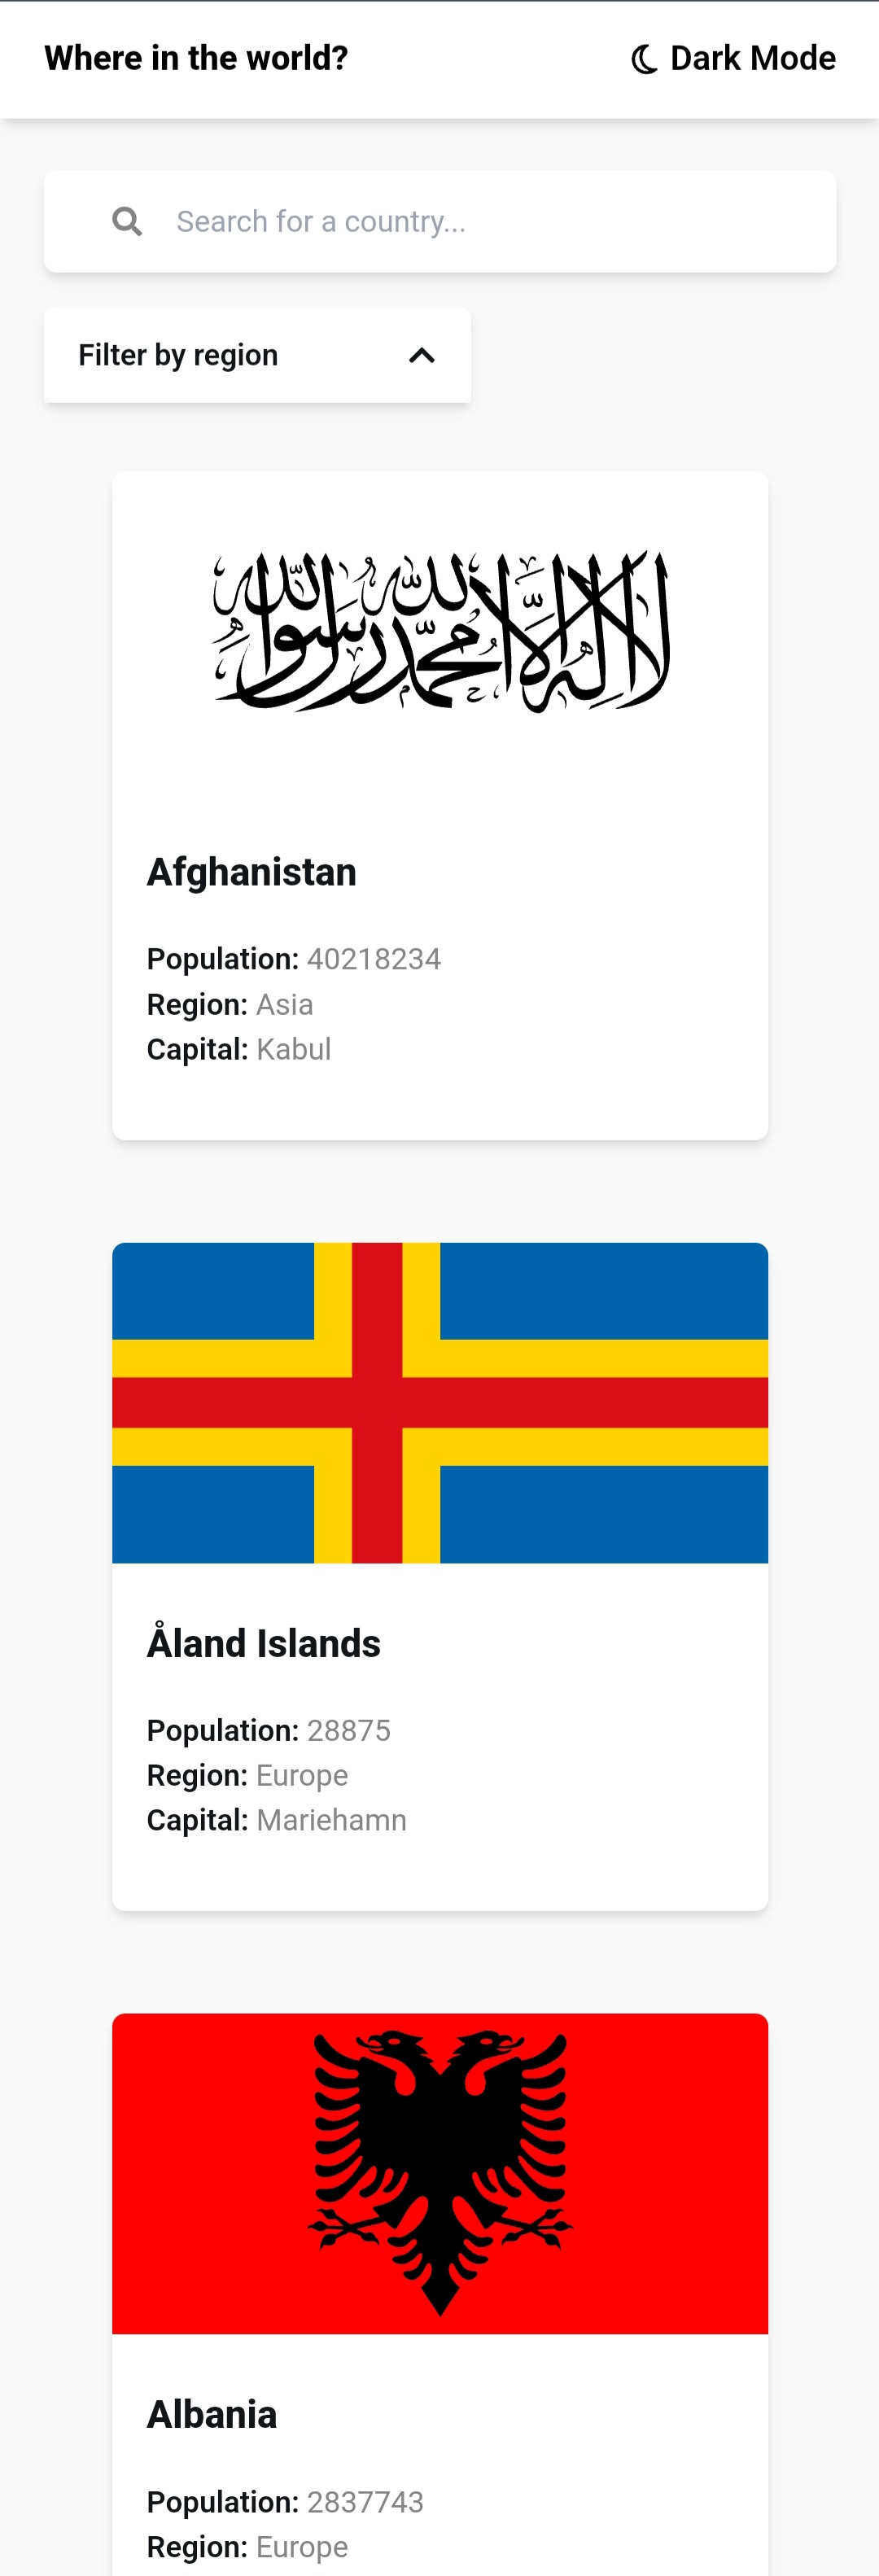 Where in the world?
Dark Mode
Search for a country...
Filter by region
لا إله إلا الله محمد رسول الله
Afghanistan
Population: 40218234
Region: Asia
Capital: Kabul
Åland Islands
Population: 28875
Region: Europe
Capital: Mariehamn
Albania
Population: 2837743
Region: Europe